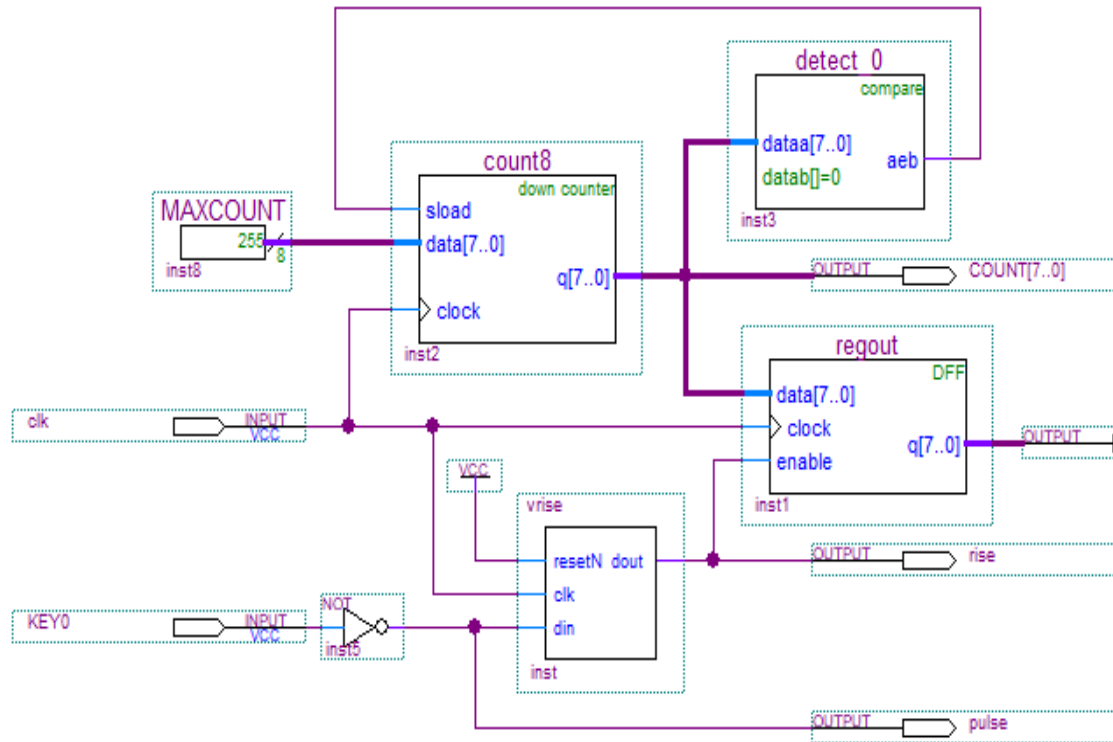 detect_0
compare
dataa[7..0]
aeb
datab[]=0
inst3
count8
down counter
sload
data[7..0]
q[7..0]
clock
inst2
MAXCOUNT
255
8
inst8
OUTPUT
COUNT[7..0]
regout
DFF
data[7..0]
clock
q[7..0]
enable
inst1
OUTPUT
clk
INPUT
VCC
VCC
vrise
resetN dout
clk
din
inst
OUTPUT
rise
KEY0
INPUT
VCC
NOT
inst5
OUTPUT
pulse